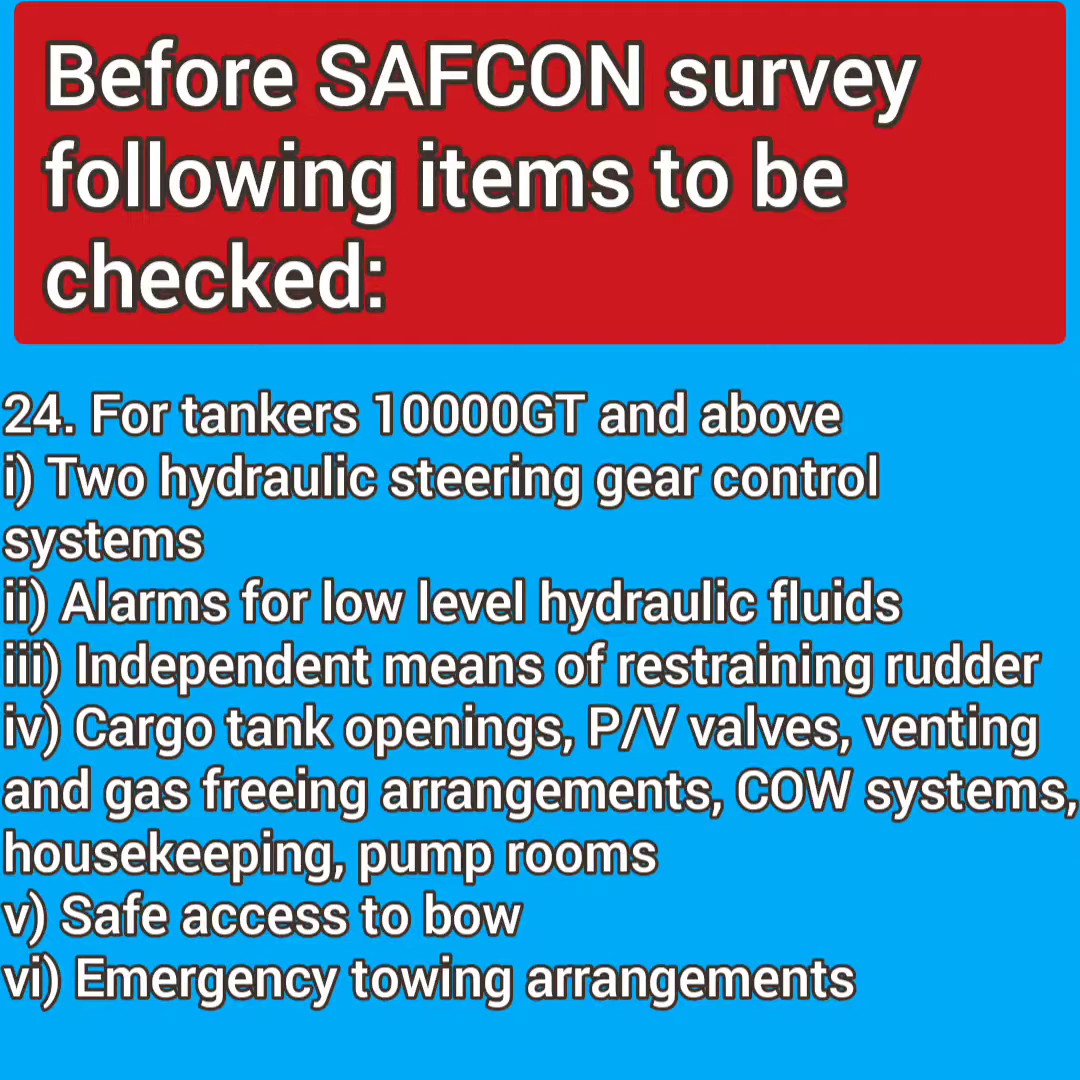 Before SAFCON survey
following items to be
checked:
24. For tankers 10000GT and above
i) Two hydraulic steering gear control
systems
ii) Alarms for low level hydraulic fluids
iii) Independent means of restraining rudder
iv) Cargo tank openings, P/V valves, venting
and gas freeing arrangements, COW systems,
housekeeping, pump rooms
v) Safe access to bow
vi) Emergency towing arrangements